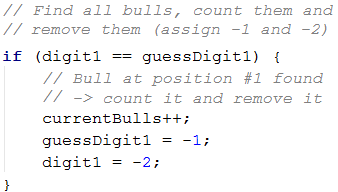 // Find all bulls, count them and
// remove them (assign -1 and -2)
if (digit1 == guessDigit1) {
// Bull at position #1 found
// -> count it and remove it
currentBulls++;
guessDigit1 = -1;
digit1 = -2;
}